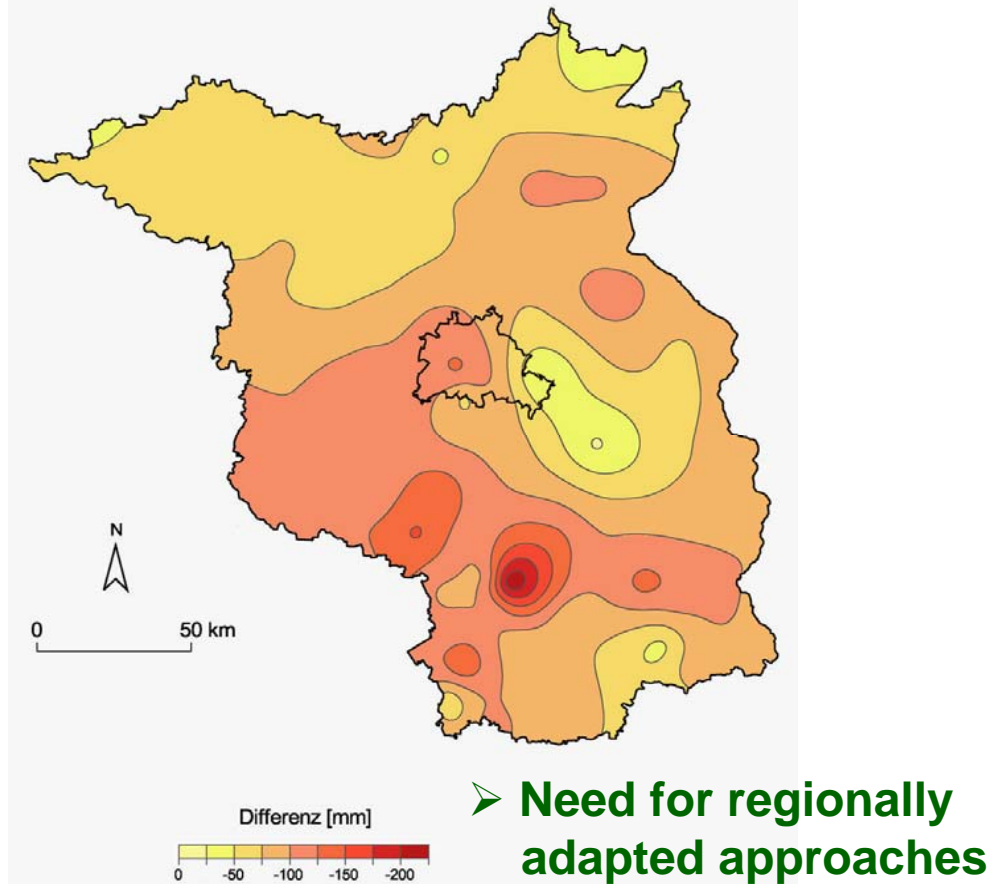 N
0 50 km
Differenz [mm]
0 -50 -100 -150 -200
➢ Need for regionally
adapted approaches